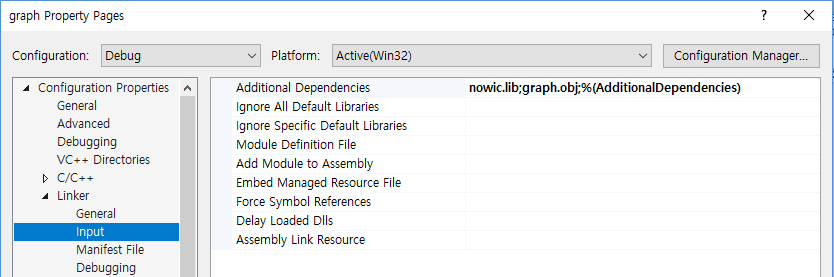 graph Property Pages
? ×
Configuration: Debug Platform: Active(Win32) Configuration Manager...
Configuration Properties
General
Advanced
Debugging
VC++ Directories
C/C++
Linker
General
Input
Manifest File
Debugging
Additional Dependencies nowic.lib;graph.obj;%(AdditionalDependencies)
Ignore All Default Libraries
Ignore Specific Default Libraries
Module Definition File
Add Module to Assembly
Embed Managed Resource File
Force Symbol References
Delay Loaded Dlls
Assembly Link Resource